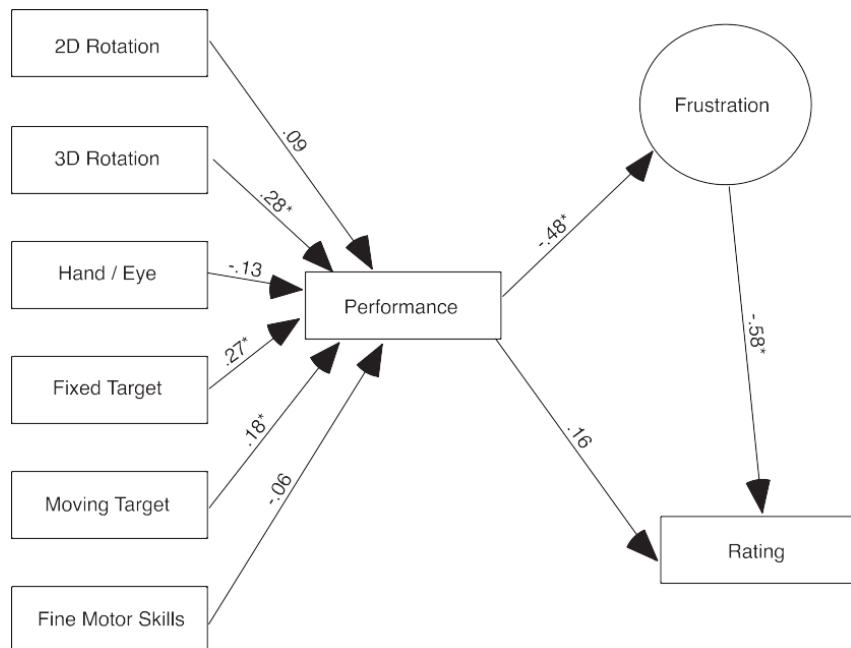 2D Rotation
3D Rotation
Hand / Eye
Fixed Target
Moving Target
Fine Motor Skills
.09
.28*
-.13
.27*
.18*
-.06
Performance
-.48*
.16
Frustration
-.58*
Rating